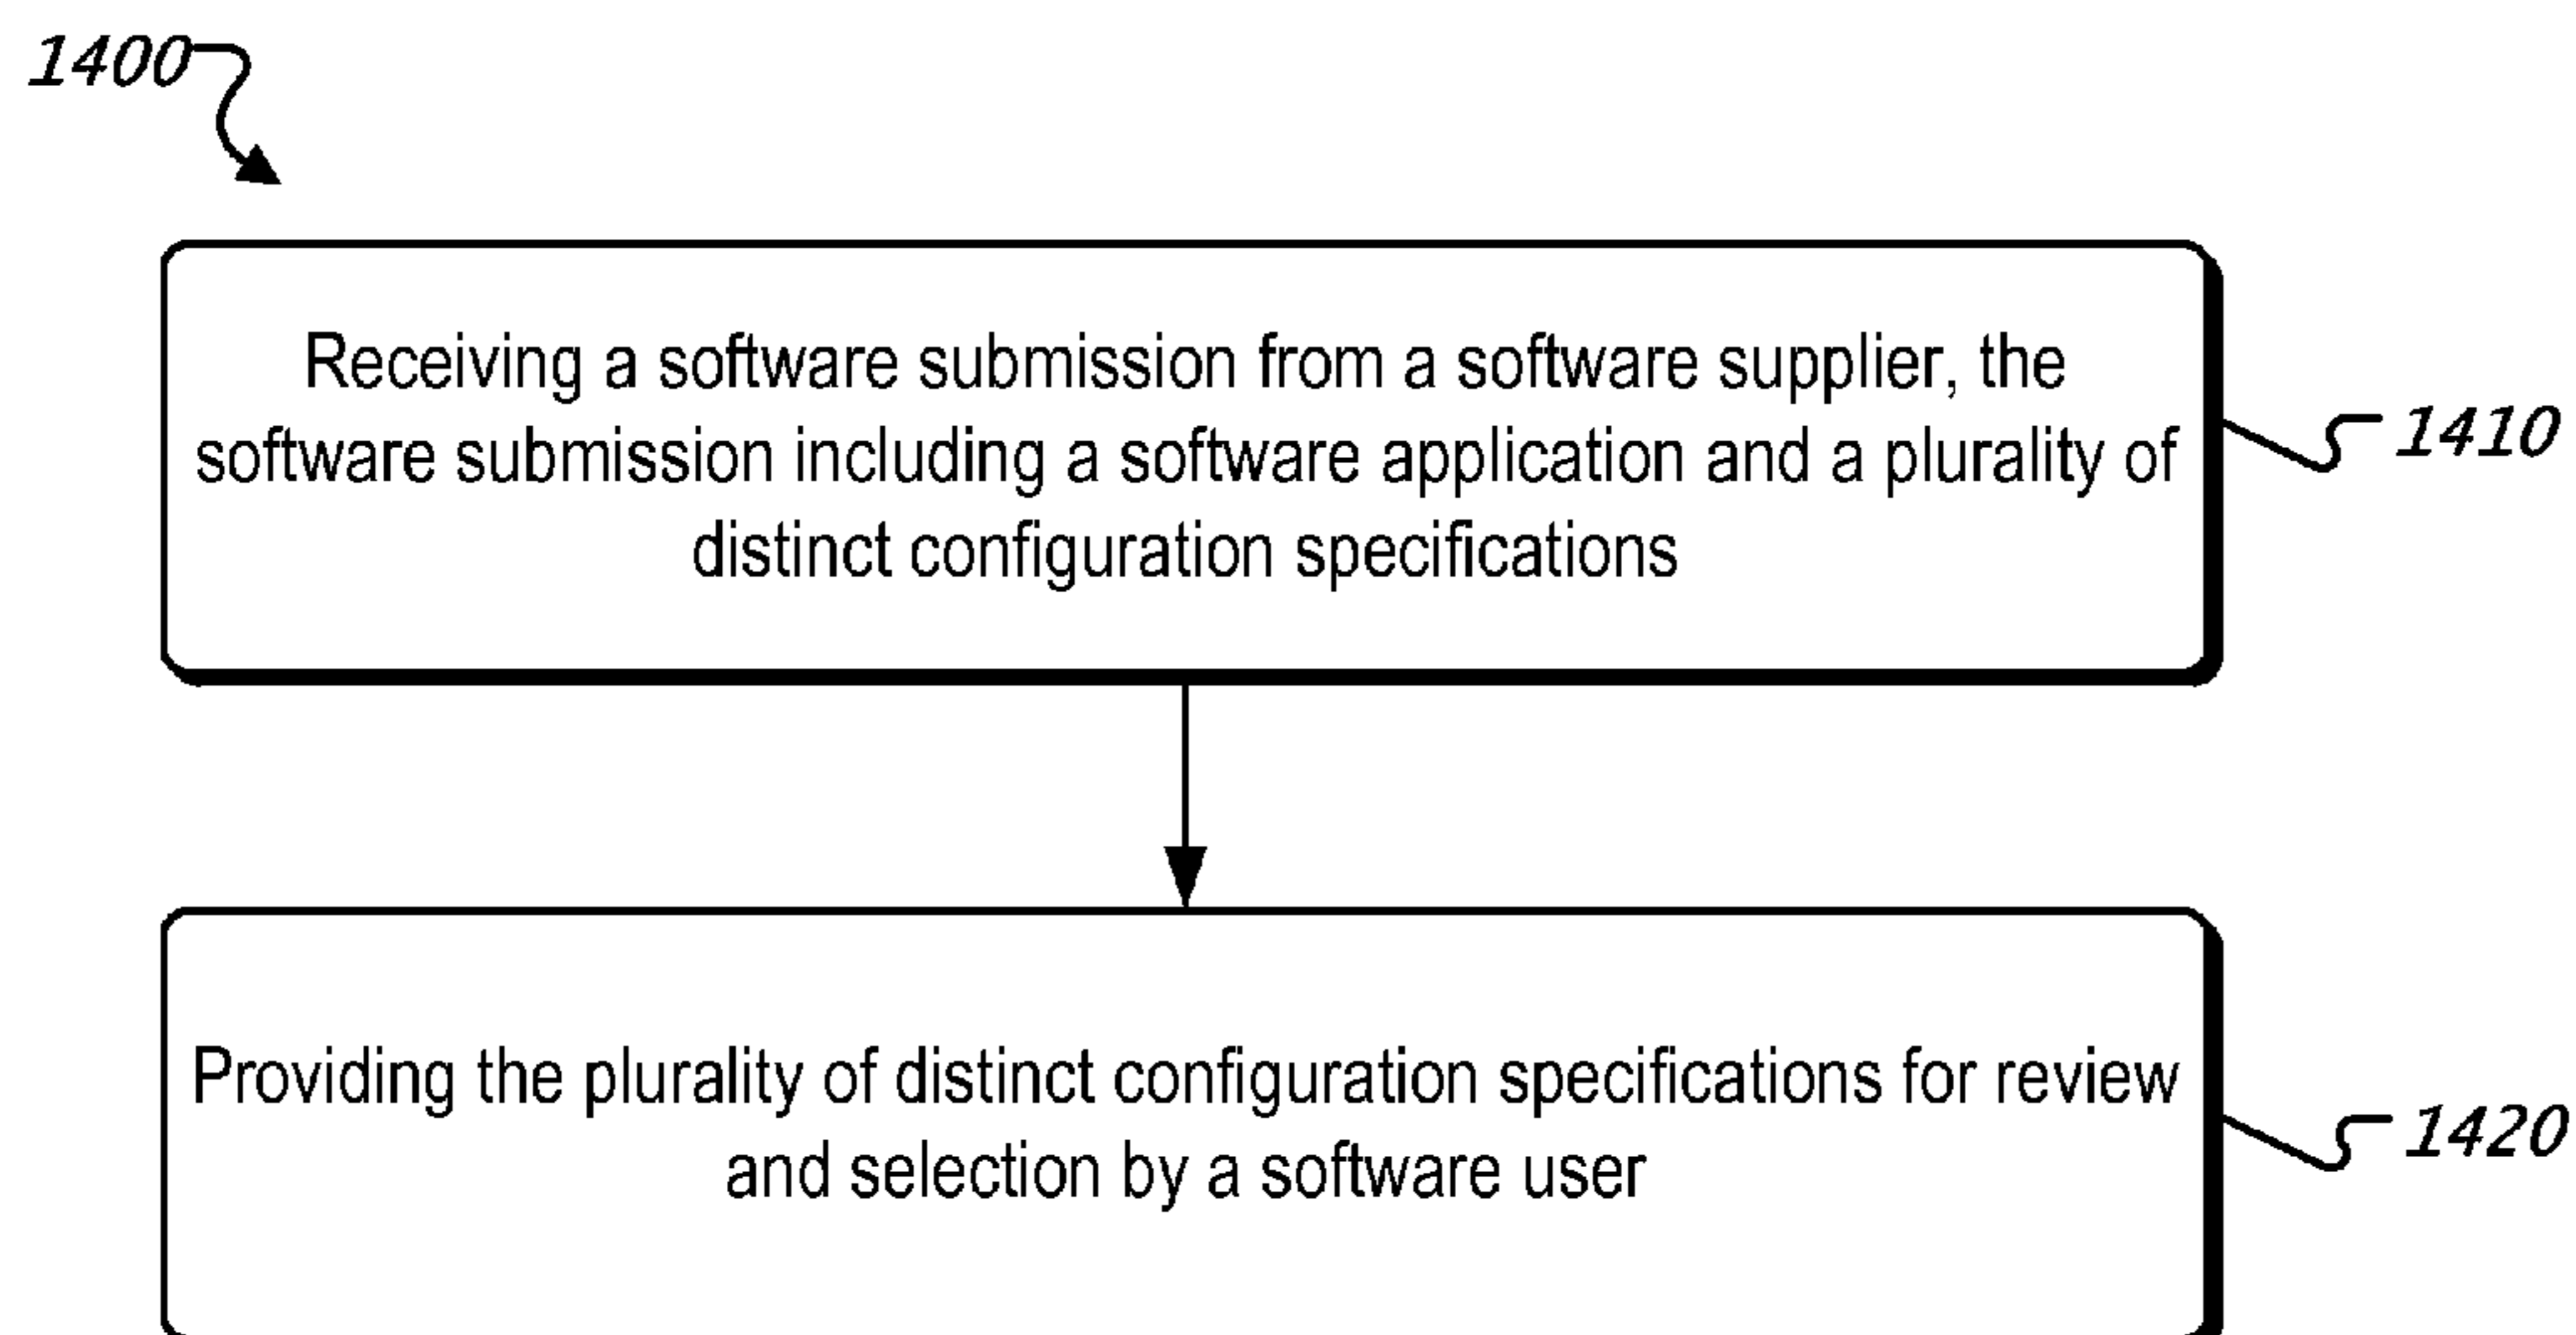 1400
Receiving a software submission from a software supplier, the
software submission including a software application and a plurality of
distinct configuration specifications
1410
Providing the plurality of distinct configuration specifications for review
and selection by a software user
1420